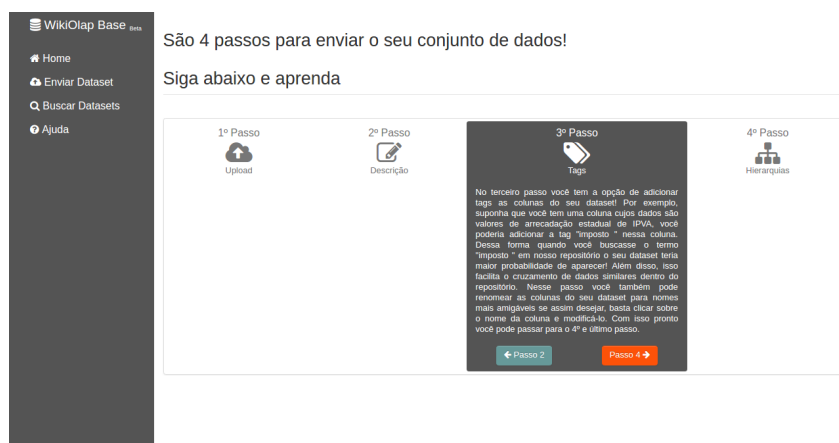 WikiOlap Base Beta
Home
Enviar Dataset
Buscar Datasets
Ajuda
São 4 passos para enviar o seu conjunto de dados!
Siga abaixo e aprenda
1º Passo
Upload
2º Passo
Descrição
3º Passo
Tags
No terceiro passo você tem a opção de adicionar
tags as colunas do seu dataset! Por exemplo,
suponha que você tem uma coluna cujos dados são
valores de arrecadação estadual de IPVA, você
poderia adicionar a tag "imposto " nessa coluna.
Dessa forma quando você buscasse o termo
"imposto " em nosso repositório o seu dataset teria
maior probabilidade de aparecer! Além disso, isso
facilita o cruzamento de dados similares dentro do
repositório. Nesse passo você também pode
renomear as colunas do seu dataset para nomes
mais amigáveis se assim desejar, basta clicar sobre
o nome da coluna e modificá-lo. Com isso pronto
você pode passar para o 4º e último passo.
Passo 2
Passo 4
4º Passo
Hierarquias